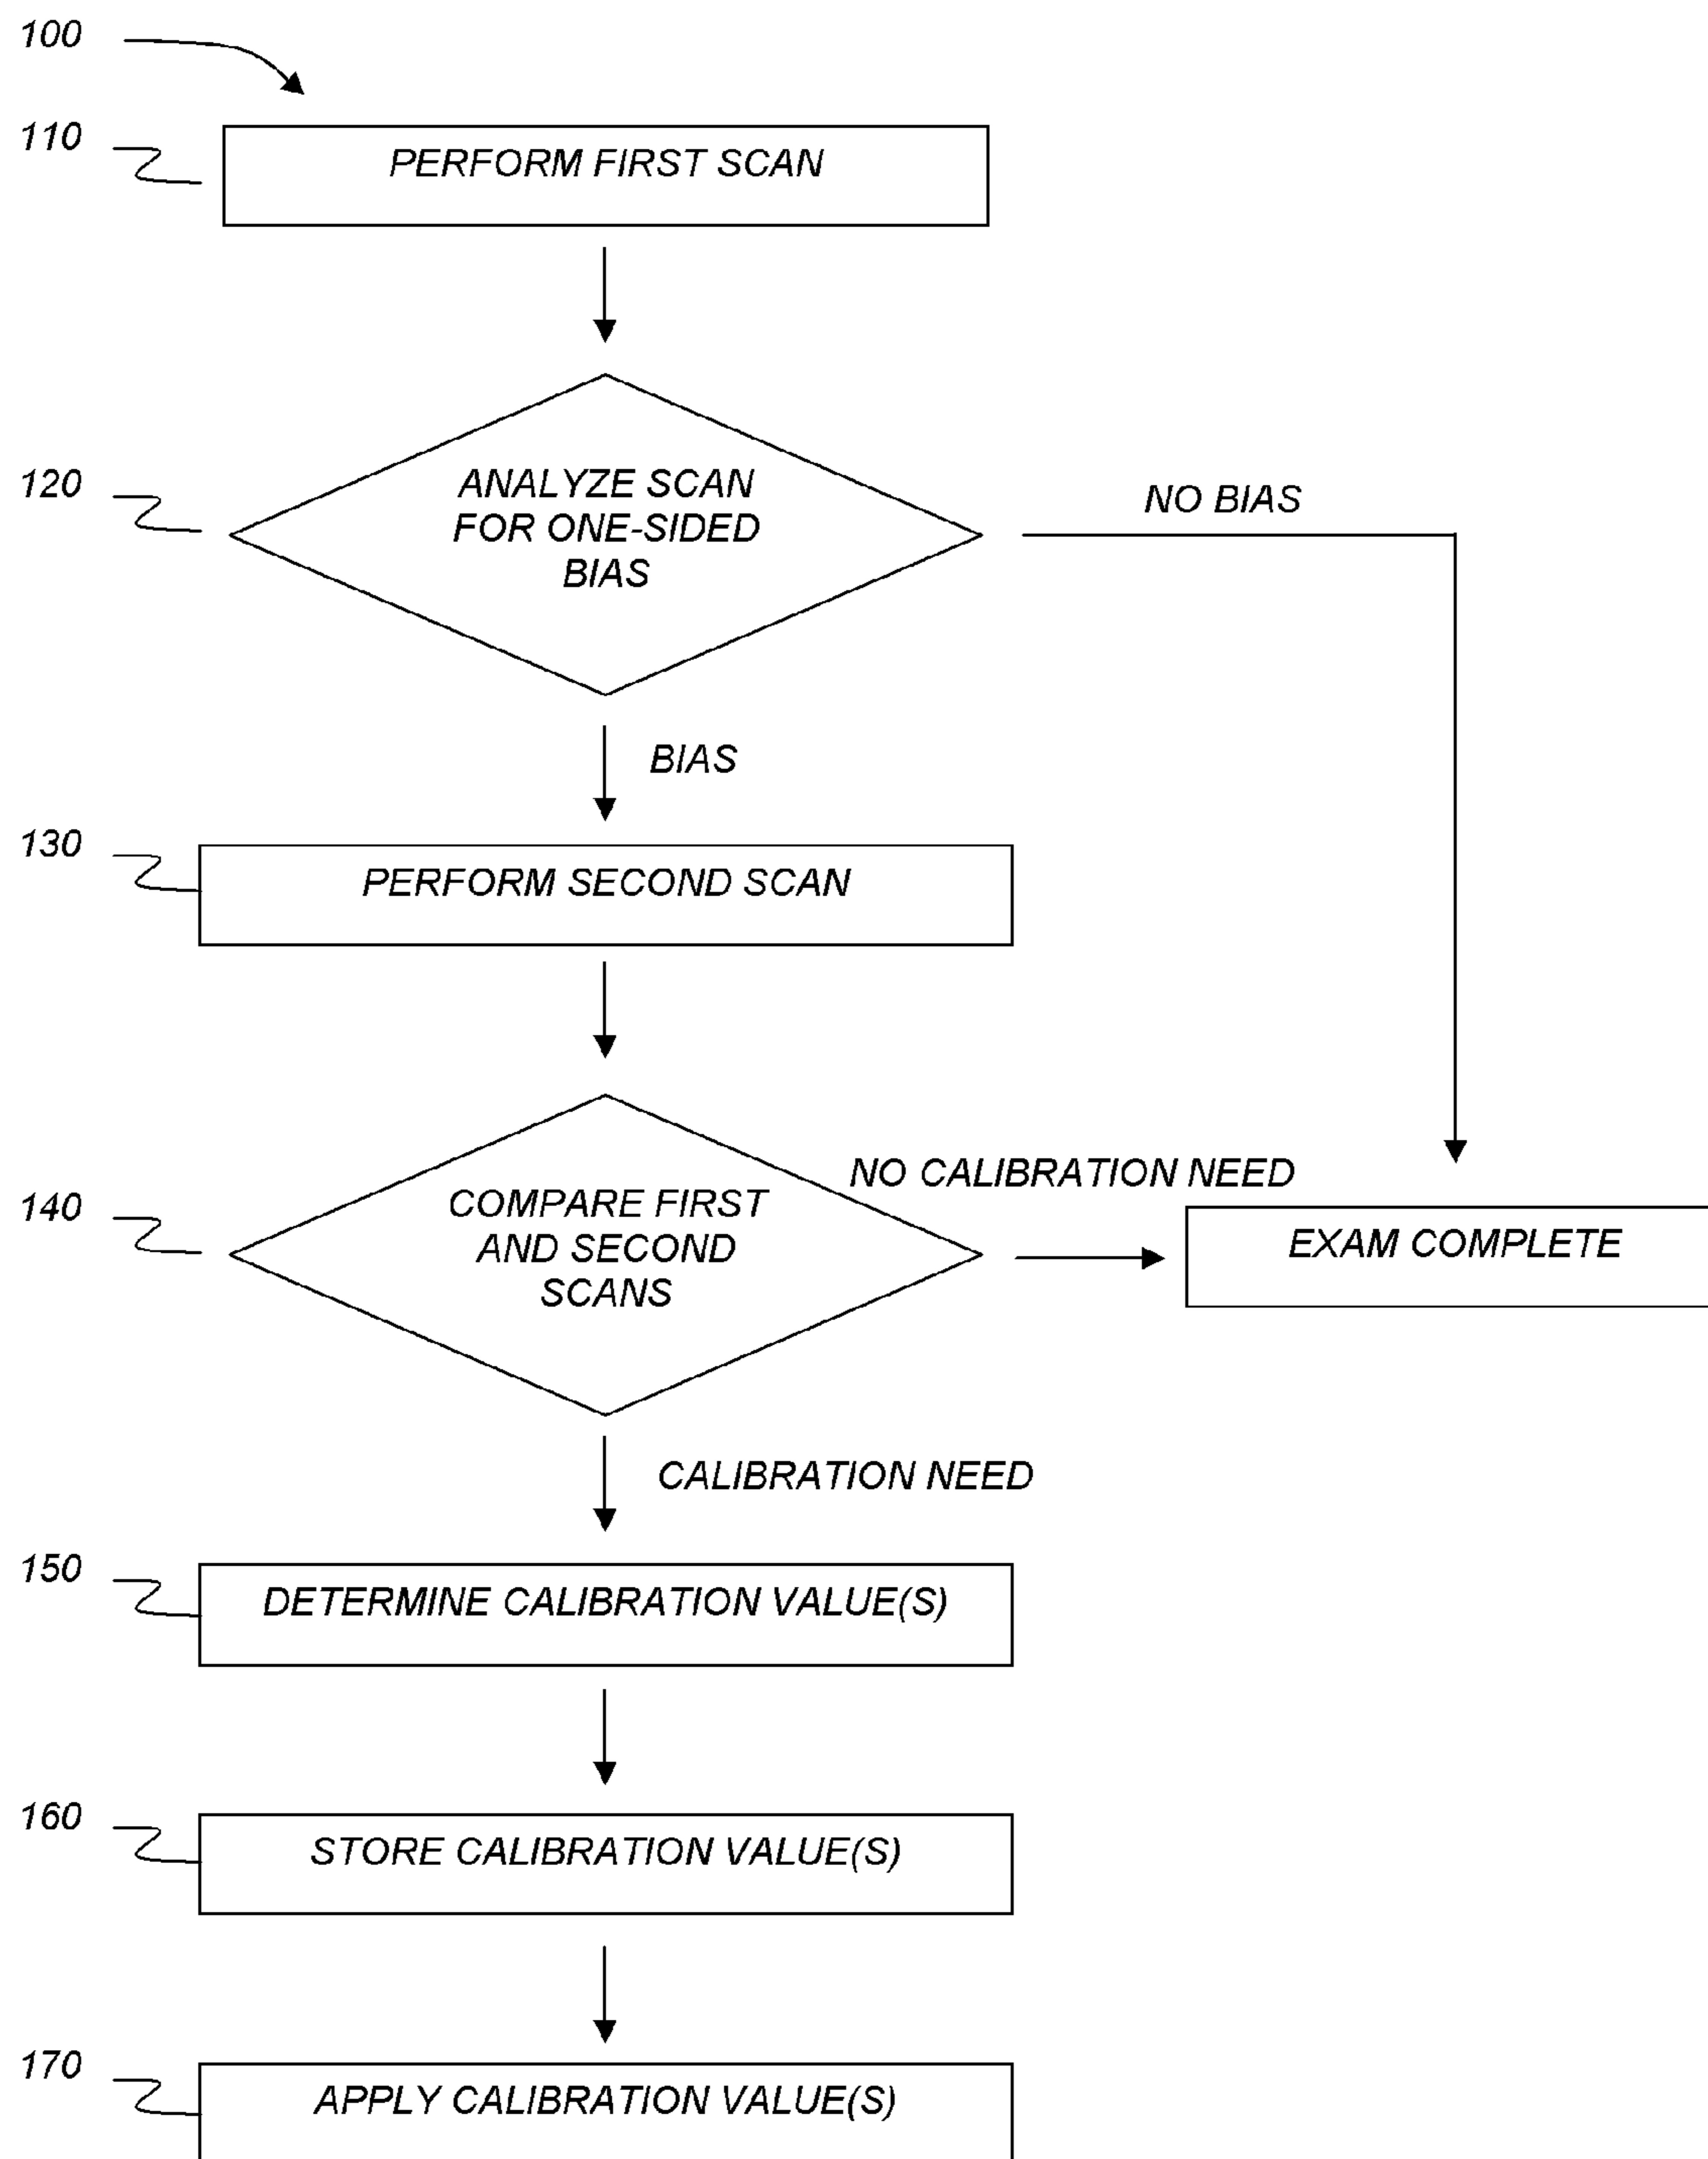 100
110
PERFORM FIRST SCAN
120
ANALYZE SCAN
FOR ONE-SIDED
BIAS
NO BIAS
BIAS
130
PERFORM SECOND SCAN
NO CALIBRATION NEED
140
COMPARE FIRST
AND SECOND
SCANS
EXAM COMPLETE
CALIBRATION NEED
150
DETERMINE CALIBRATION VALUE(S)
160
STORE CALIBRATION VALUE(S)
170
APPLY CALIBRATION VALUE(S)